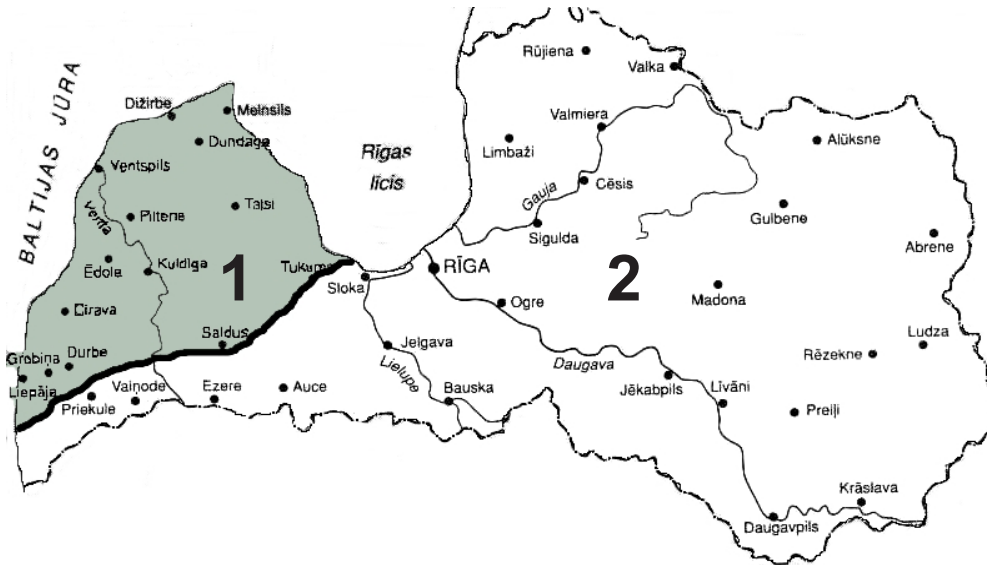 BALTIJAS JŪRA
Rūjiena
Valka
Dižirbe
Melnsils
Valmiera
Dundaga
Rīgas
līcis
Limbaži
Alūksne
Ventspils
Gauja
Cēsis
Venta
Piltene
Talsi
Sigulda
Gulbene
Abrene
Ēdole
Kuldīga
1
Tukums
Sloka
RĪGA
2
Madona
Cīrava
Ogre
Saldus
Jelgava
Lielupe
Daugava
Ludza
Rēzekne
Grobiņa
Durbe
Liepāja
Priekule
Vaiņode
Ezere
Auce
Bauska
Jēkabpils
Līvāni
Preiļi
Krāslava
Daugavpils